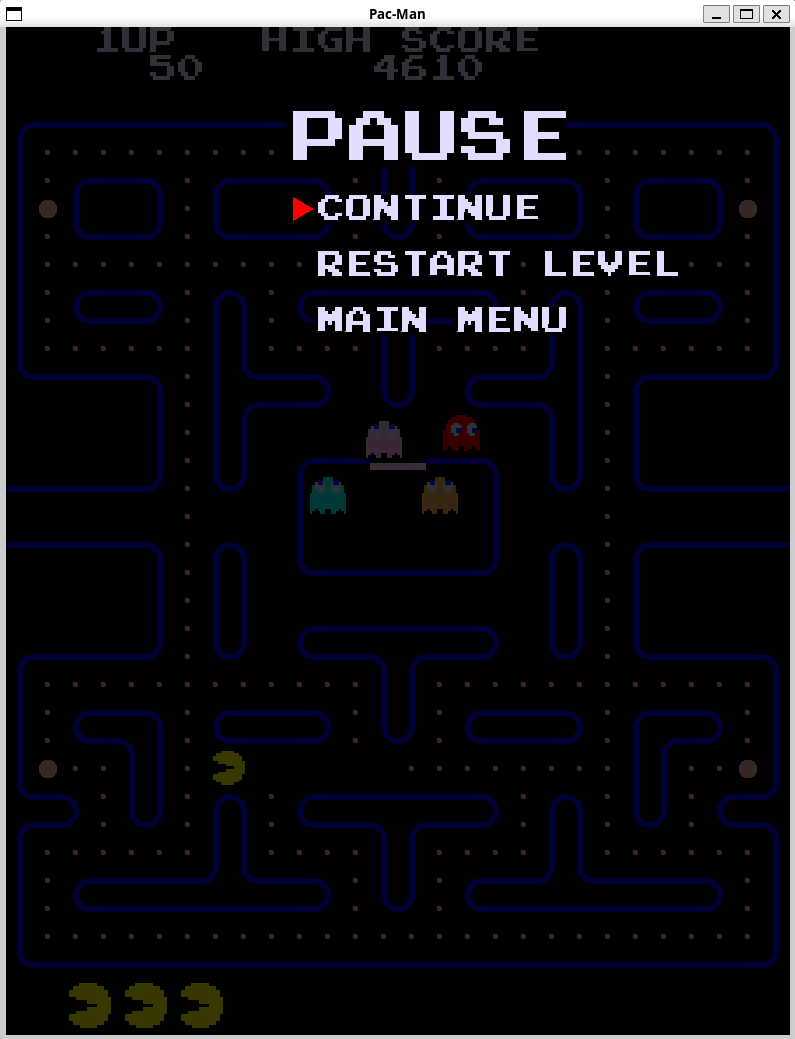 Pac-Man
1UP HIGH SCORE
50 4610
PAUSE
CONTINUE
RESTART LEVEL
MAIN MENU